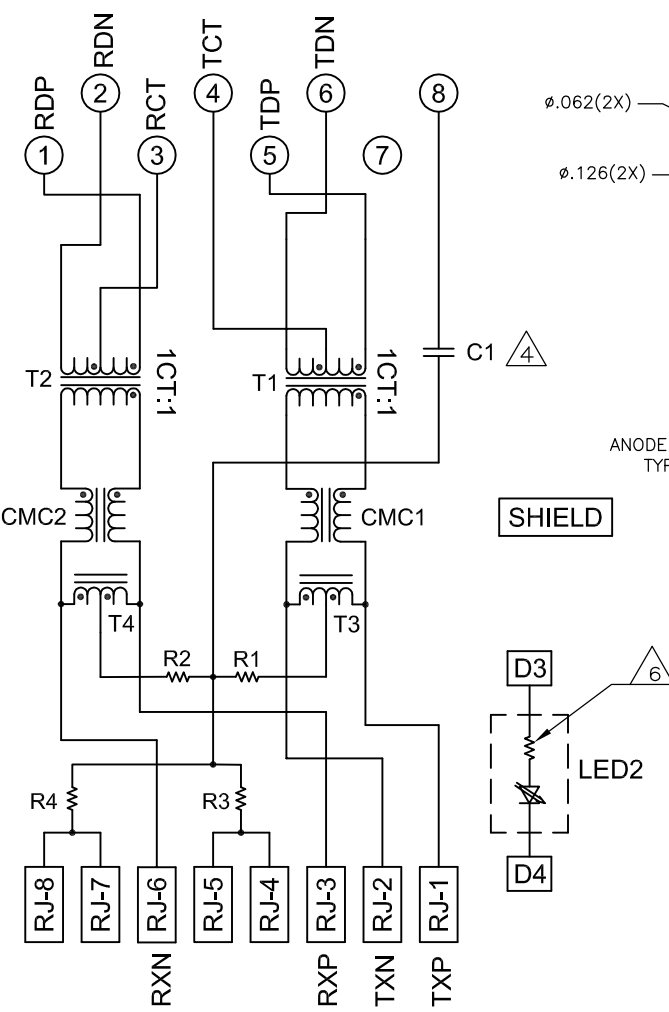 RDP
RDN
RCT
TCT
TDP
TDN
1
2
3
4
5
6
7
8
ø.062(2X)
ø.126(2X)
T2
1CT:1
T1
1CT:1
C1
4
ANODE
TYP
CMC2
CMC1
SHIELD
T4
T3
R2
R1
D3
6
LED2
R4
R3
D4
RJ-8
RJ-7
RJ-6
RJ-5
RJ-4
RJ-3
RJ-2
RJ-1
RXN
RXP
TXN
TXP